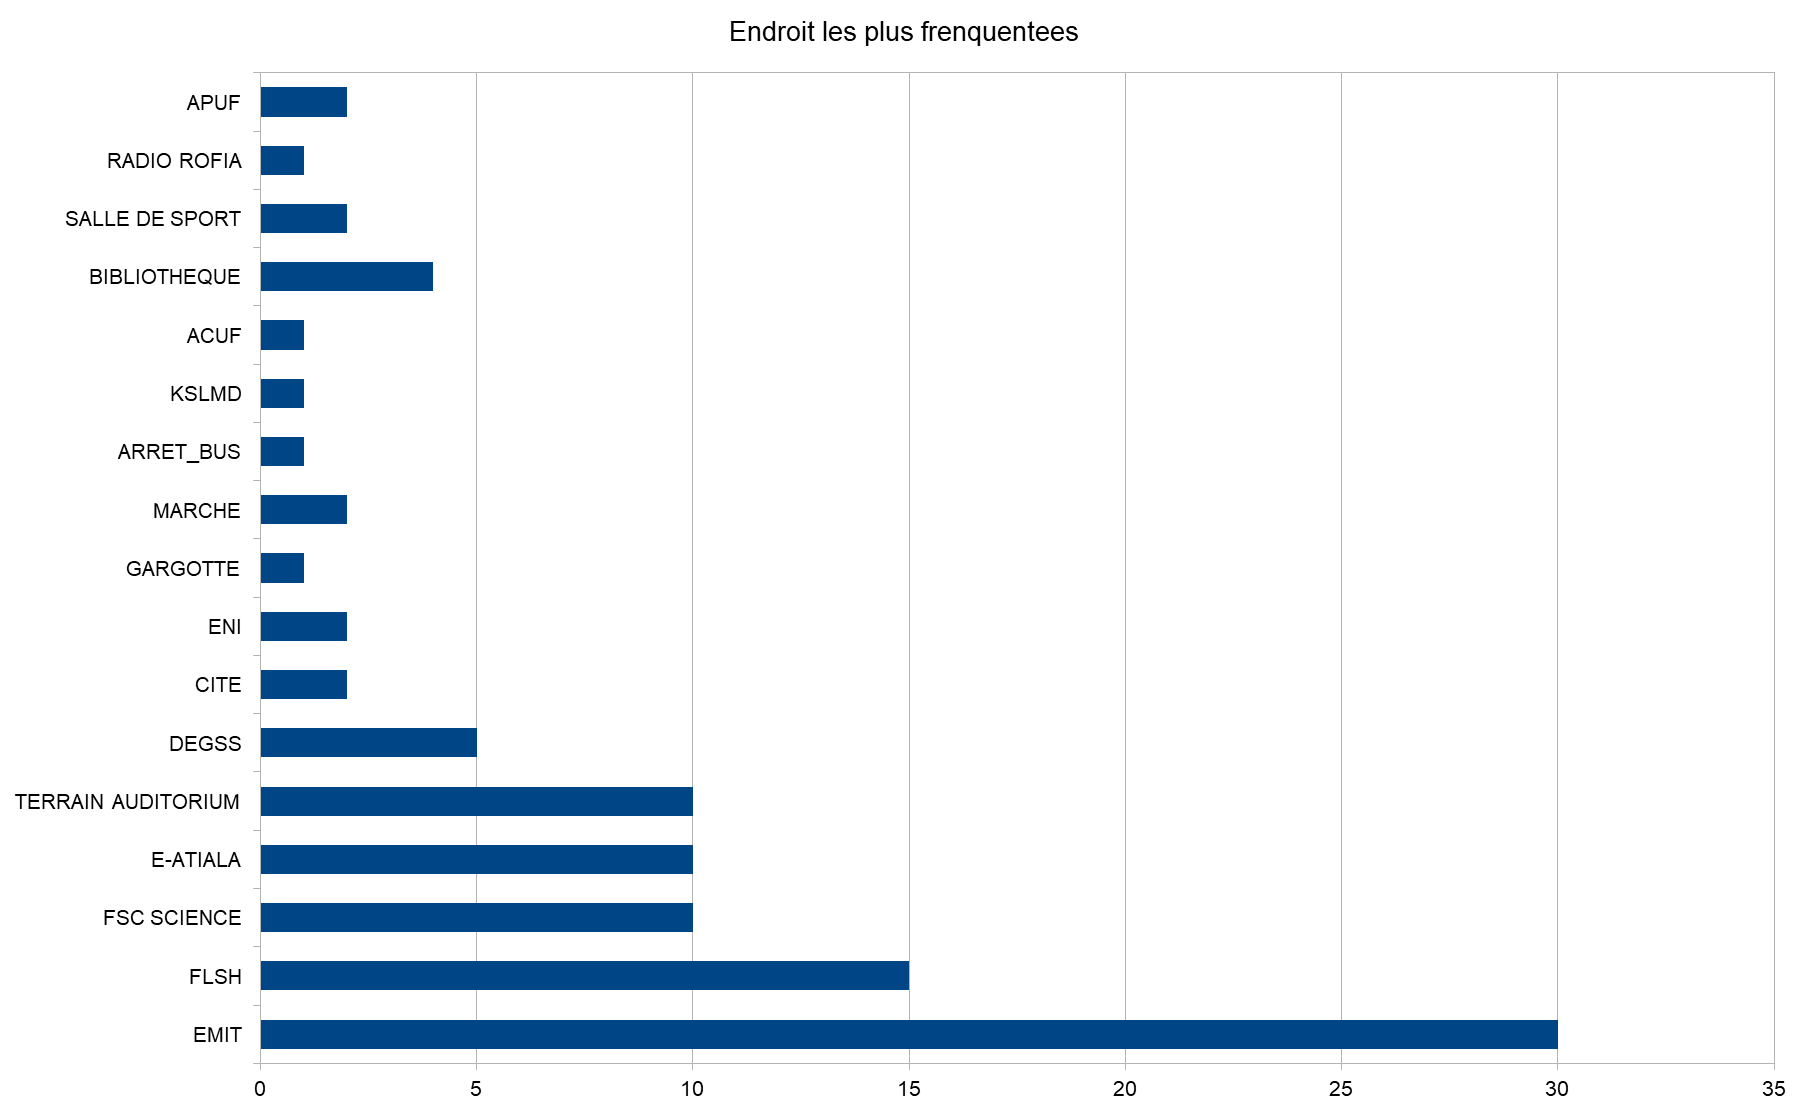 Endroit les plus frenquentees
APUF
RADIO ROFIA
SALLE DE SPORT
BIBLIOTHEQUE
ACUF
KSLMD
ARRET_BUS
MARCHE
GARGOTTE
ENI
CITE
DEGSS
TERRAIN AUDITORIUM
E-ATIALA
FSC SCIENCE
FLSH
EMIT
0 5 10 15 20 25 30 35